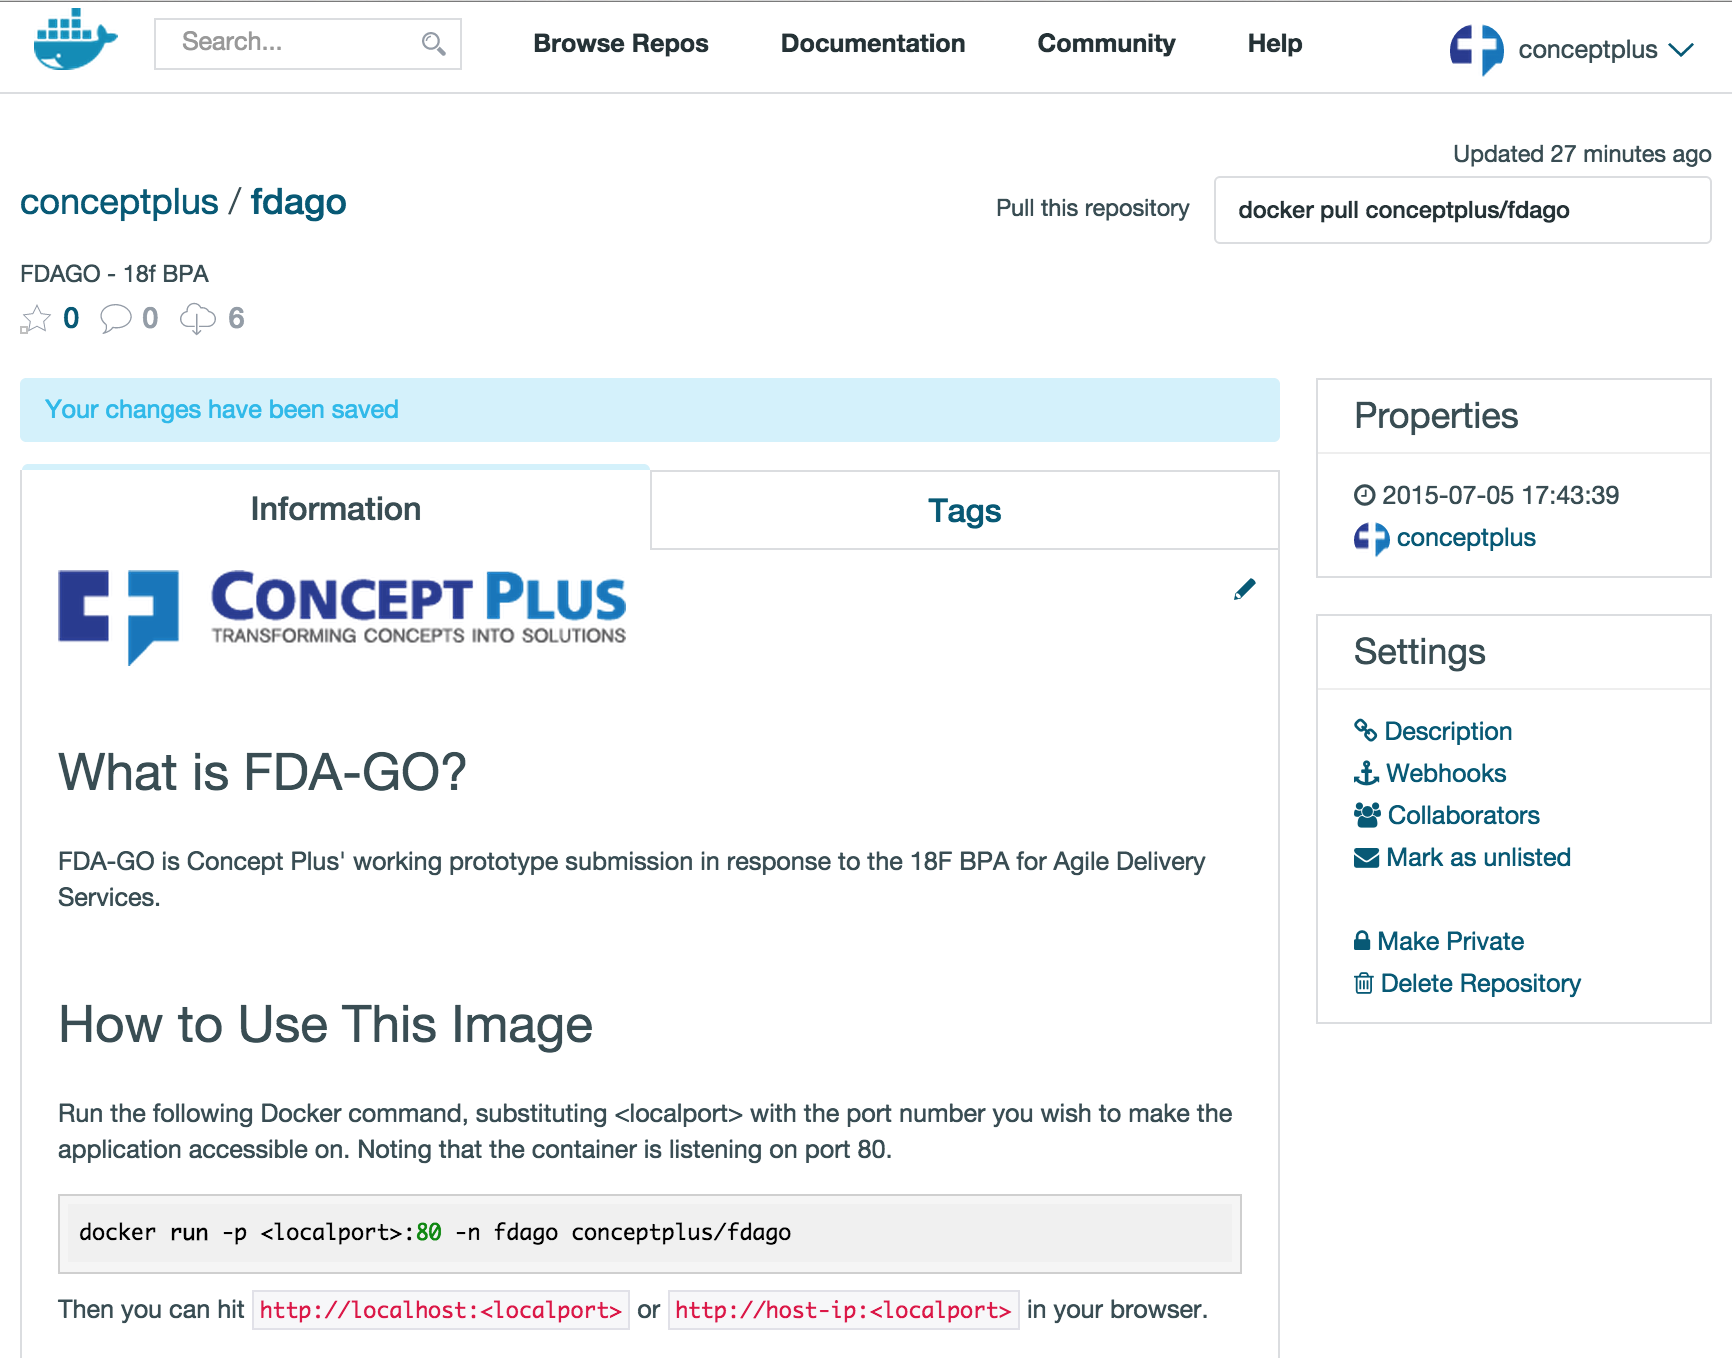 Search...
Browse Repos
Documentation
Community
Help
conceptplus
Updated 27 minutes ago
conceptplus / fdago
Pull this repository
docker pull conceptplus/fdago
FDAGO - 18f BPA
0 0 6
Your changes have been saved
Information
Tags
CONCEPT PLUS
TRANSFORMING CONCEPTS INTO SOLUTIONS
What is FDA-GO?
FDA-GO is Concept Plus' working prototype submission in response to the 18F BPA for Agile Delivery
Services.
How to Use This Image
Run the following Docker command, substituting <localport> with the port number you wish to make the
application accessible on. Noting that the container is listening on port 80.
docker run -p <localport>:80 -n fdago conceptplus/fdago
Then you can hit http://localhost:<localport> or http://host-ip:<localport> in your browser.
Properties
2015-07-05 17:43:39
conceptplus
Settings
Description
Webhooks
Collaborators
Mark as unlisted
Make Private
Delete Repository